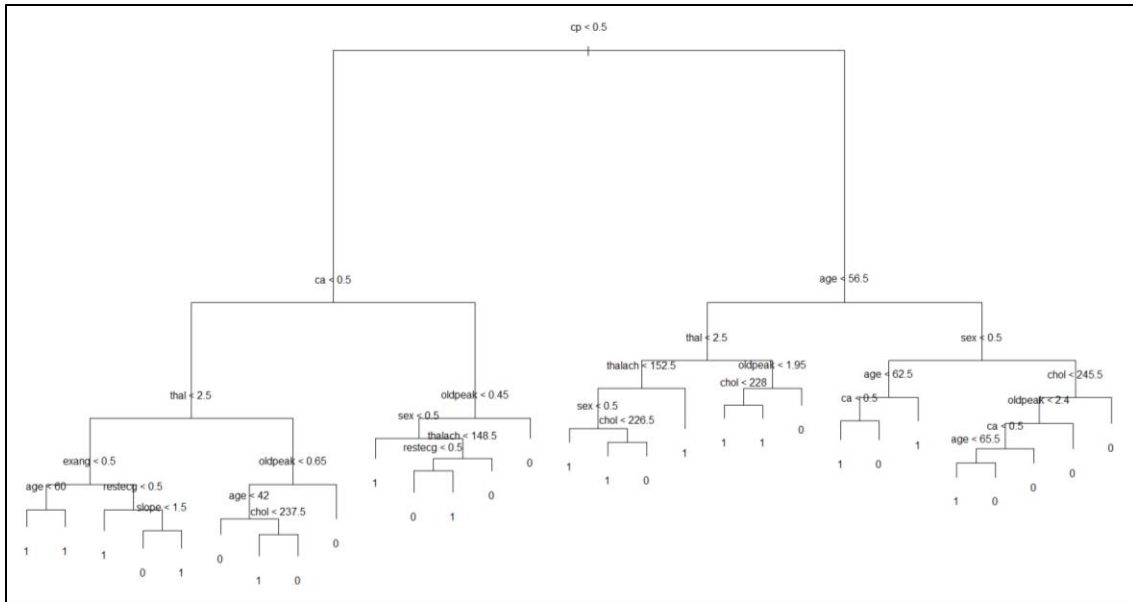 cp < 0.5
ca < 0.5
age < 56.5
thal < 2.5
sex < 0.5
thalach < 152.5
oldpeak < 1.95
age < 62.5
chol < 245.5
chol < 228
thal < 2.5
oldpeak < 0.45
ca < 0.5
oldpeak < 2.4
sex < 0.5
chol < 226.5
sex < 0.5
ca < 0.5
thalach < 148.5
age < 65.5
restecg < 0.5
1 1 0
1 0 1
0
exang < 0.5
oldpeak < 0.65
1 1 0 1
0
0
age < 60
restecg < 0.5
1
0
1 0 0
age < 42
slope < 1.5
chol < 237.5
0 1
0
1 1 1
0
0 1
1 0